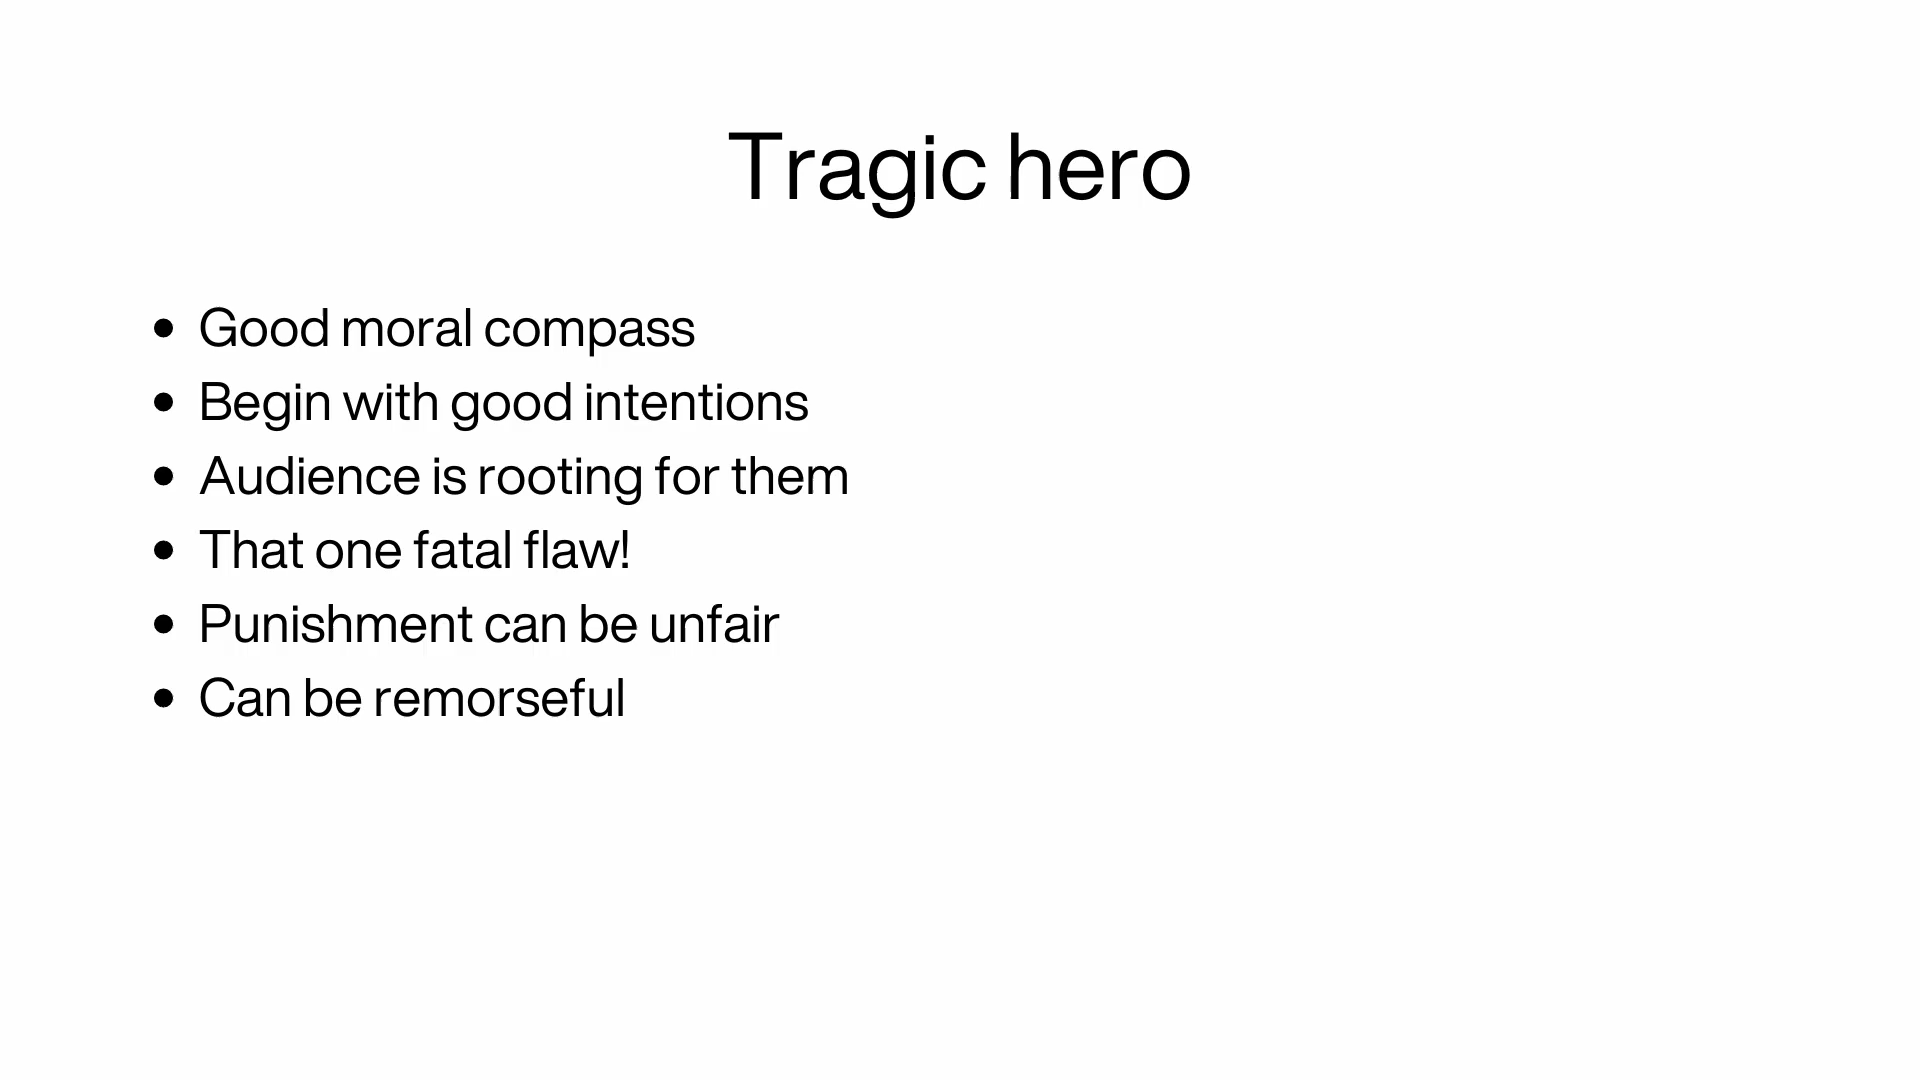 Tragic hero
• Good moral compass
• Begin with good intentions
• Audience is rooting for them
• That one fatal flaw!
• Punishment can be unfair
• Can be remorseful